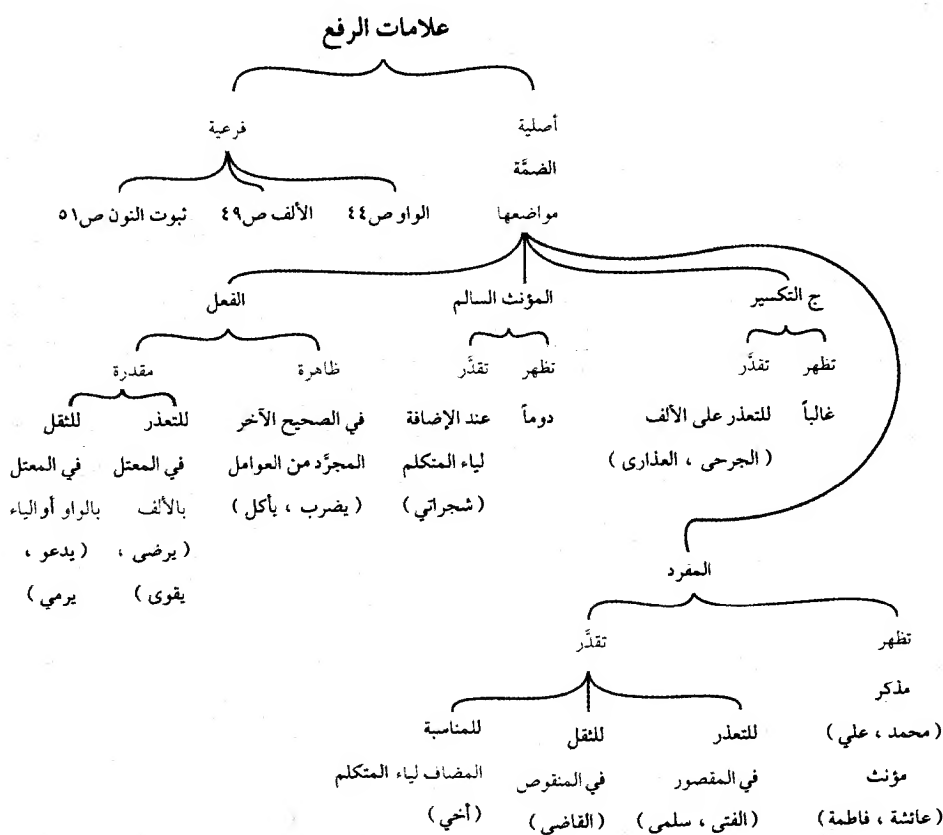 علامات الرفع
أصلية
فرعية
الضمَّة
مواضعها
الواو ص٤٤
الألف ص٤٩
ثبوت النون ص٥١
ج التكسير
المؤنث السالم
الفعل
تظهر
تقدَّر
تظهر
تقدَّر
ظاهرة
مقدرة
غالباً
للتعذر على الألف
(الجرحى ، العذارى)
دوماً
عند الإضافة
لياء المتكلم
(شجراتي)
في الصحيح الآخر
المجرَّد من العوامل
(يضرب ، يأكل)
للتعذر
في المعتل
بالألف
(يرضى ،
يقوى)
للثقل
في المعتل
بالواو أو الياء
(يدعو ،
يرمي)
المفرد
تظهر
تقدَّر
مذكر
(محمد ، علي)
مؤنث
(عائشة ، فاطمة)
للتعذر
في المقصور
(الفتى ، سلمى)
للثقل
في المنقوص
(القاضي)
للمناسبة
المضاف لياء المتكلم
(أخي)